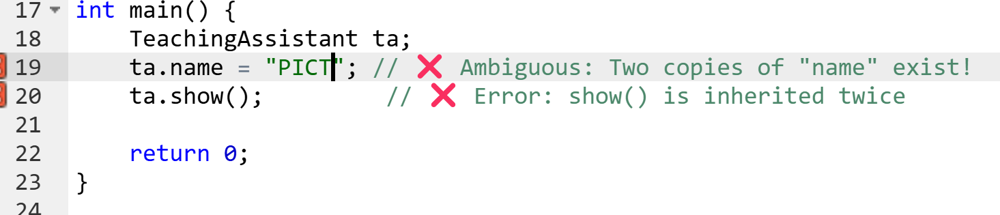 17 int main() {
18 TeachingAssistant ta;
19 ta.name = "PICT"; // ❌ Ambiguous: Two copies of "name" exist!
20 ta.show(); // ❌ Error: show() is inherited twice
21
22 return 0;
23 }
24